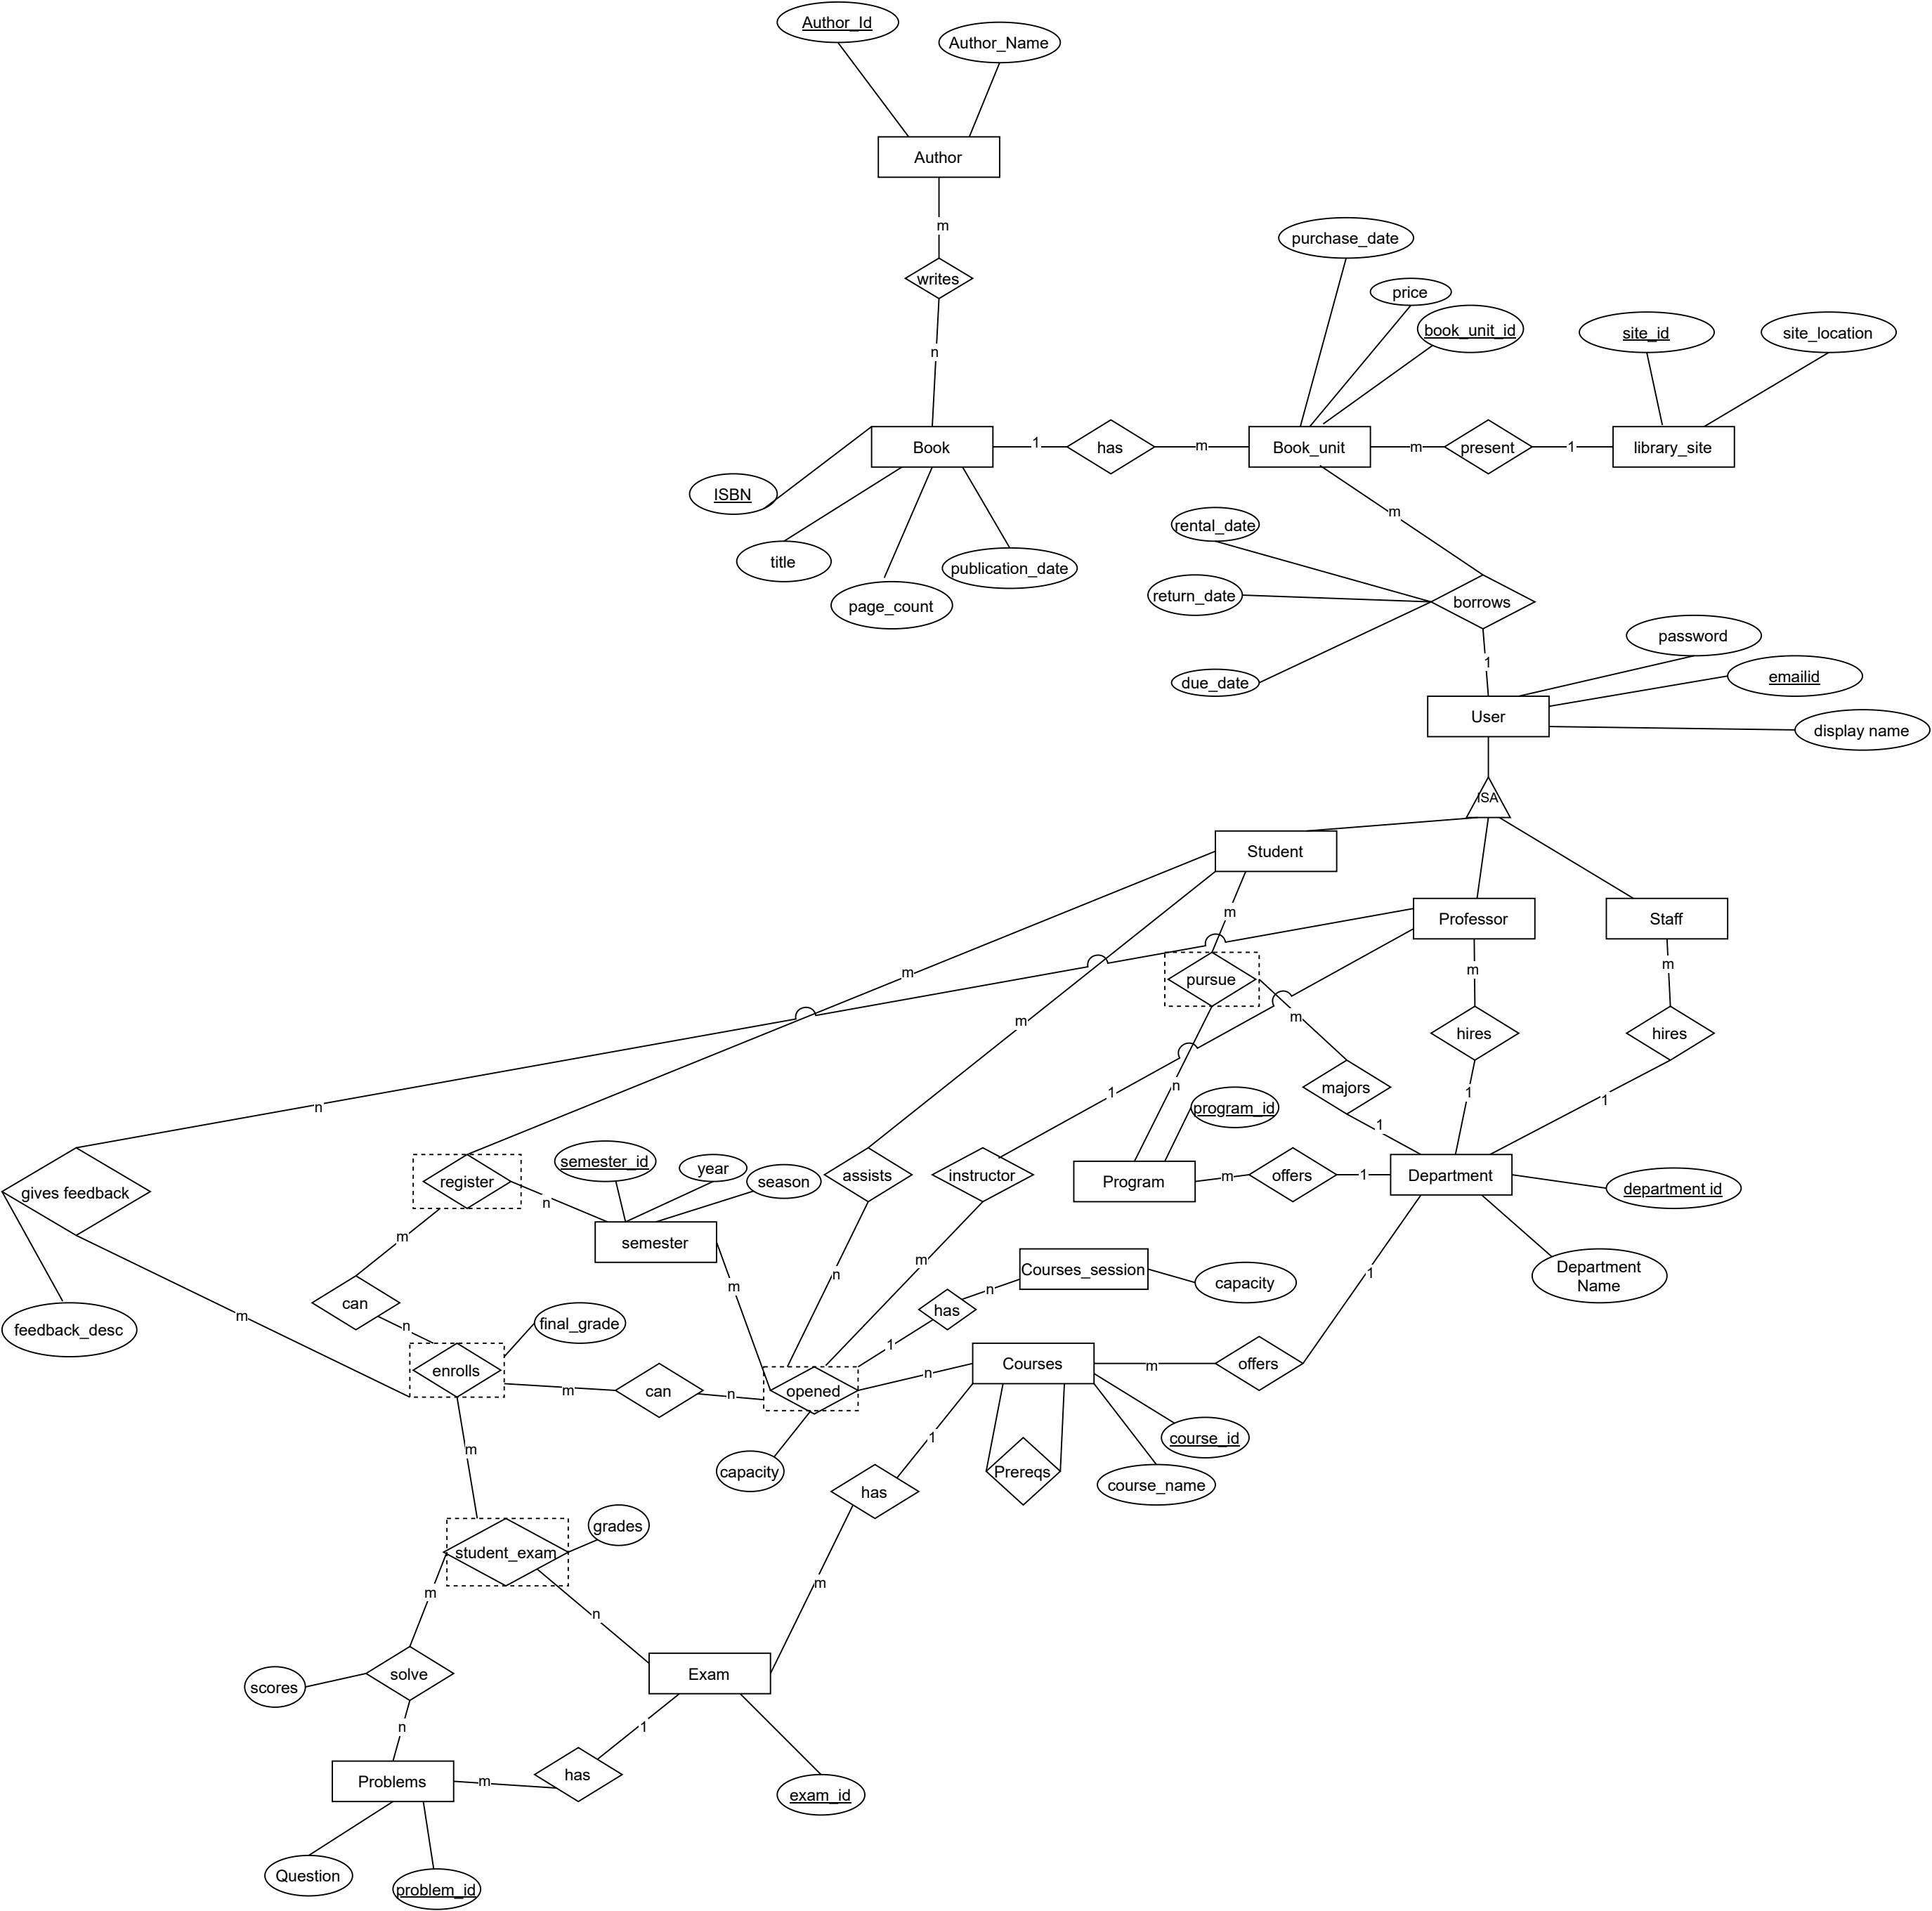 Author_Id
Author_Name
Author
m
writes
n
purchase_date
price
book_unit_id
site_id
site_location
Book
1
has
m
Book_unit
m
present
1
library_site
ISBN
title
page_count
publication_date
m
rental_date
return_date
borrows
due_date
1
password
emailid
display name
User
ISA
Student
Professor
Staff
m
m
m
m
pursue
m
m
m
hires
hires
n
1
n
majors
1
1
1
program_id
gives feedback
register
n
semester_id
year
season
assists
instructor
Program
m
offers
1
Department
department id
m
semester
m
n
m
Courses_session
capacity
Department
Name
1
can
n
feedback_desc
m
final_grade
has
n
1
enrolls
m
can
n
opened
n
Courses
m
offers
capacity
1
Prereqs
course_id
course_name
m
has
student_exam
grades
m
n
m
solve
scores
Exam
n
1
Problems
m
has
exam_id
Question
problem_id